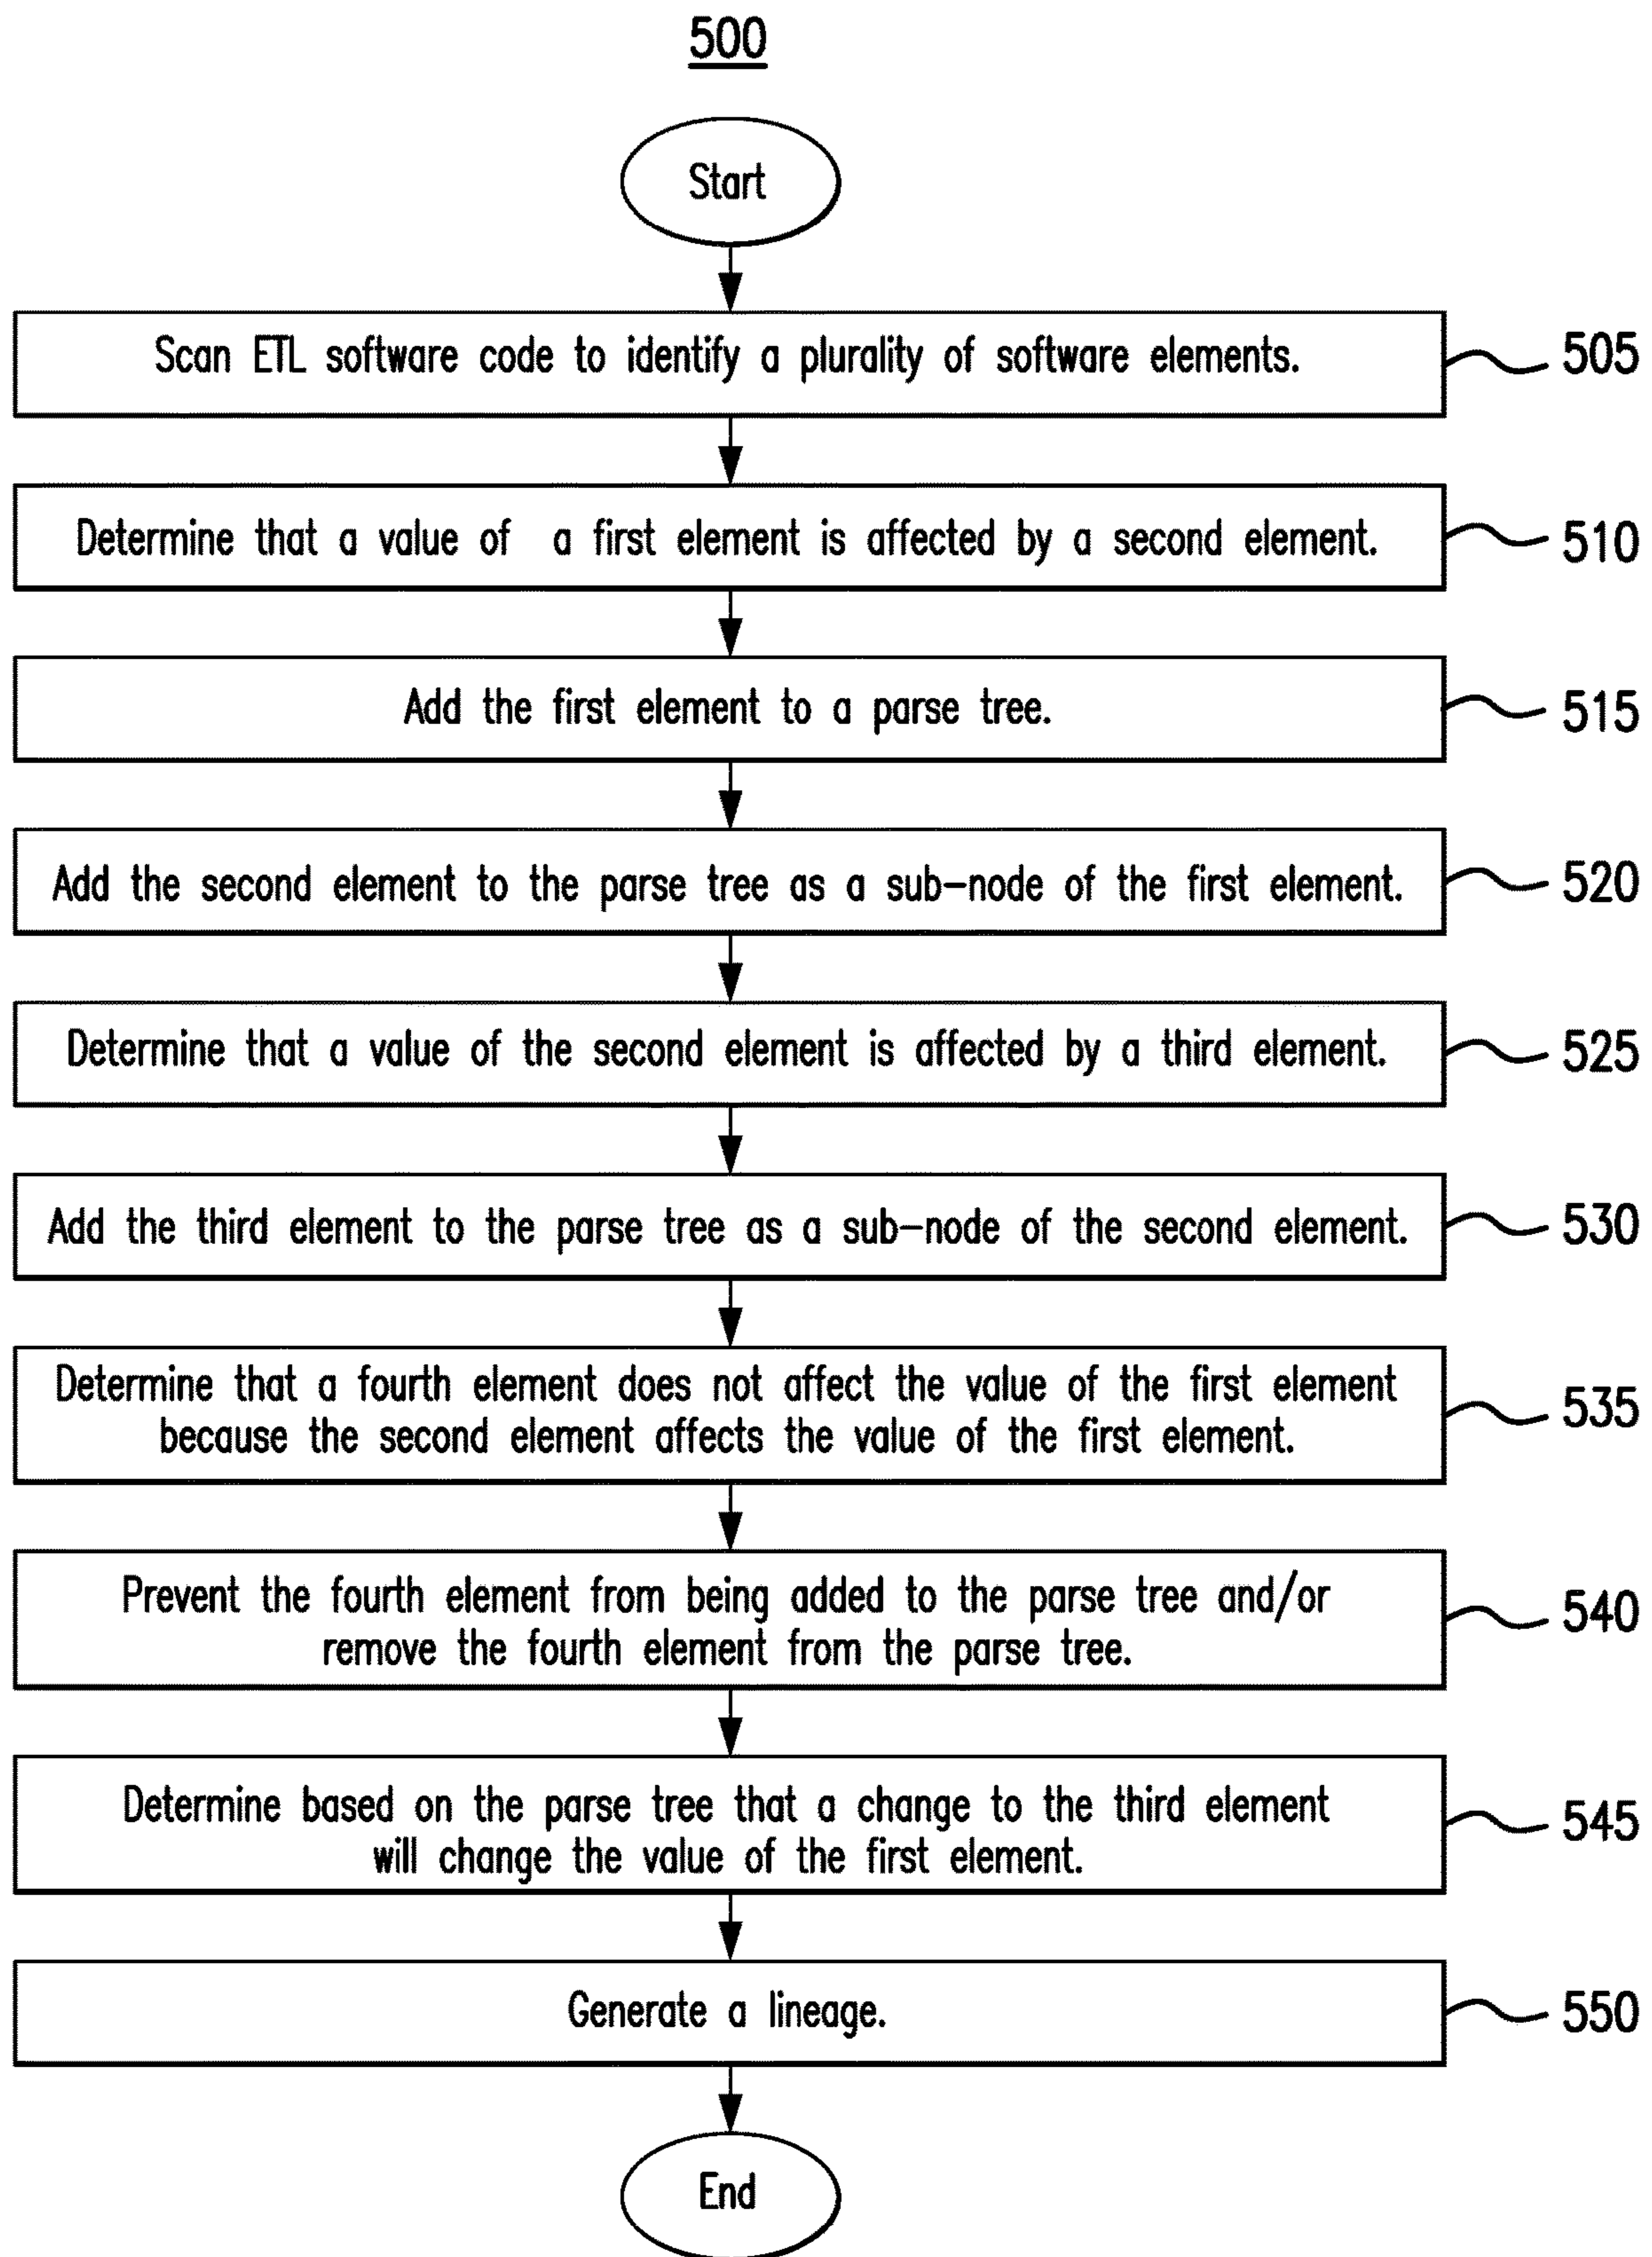 500
Start
Scan ETL software code to identify a plurality of software elements.
505
Determine that a value of a first element is affected by a second element.
510
Add the first element to a parse tree.
515
Add the second element to the parse tree as a sub-node of the first element.
520
Determine that a value of the second element is affected by a third element.
525
Add the third element to the parse tree as a sub-node of the second element.
530
Determine that a fourth element does not affect the value of the first element
because the second element affects the value of the first element.
535
Prevent the fourth element from being added to the parse tree and/or
remove the fourth element from the parse tree.
540
Determine based on the parse tree that a change to the third element
will change the value of the first element.
545
Generate a lineage.
550
End